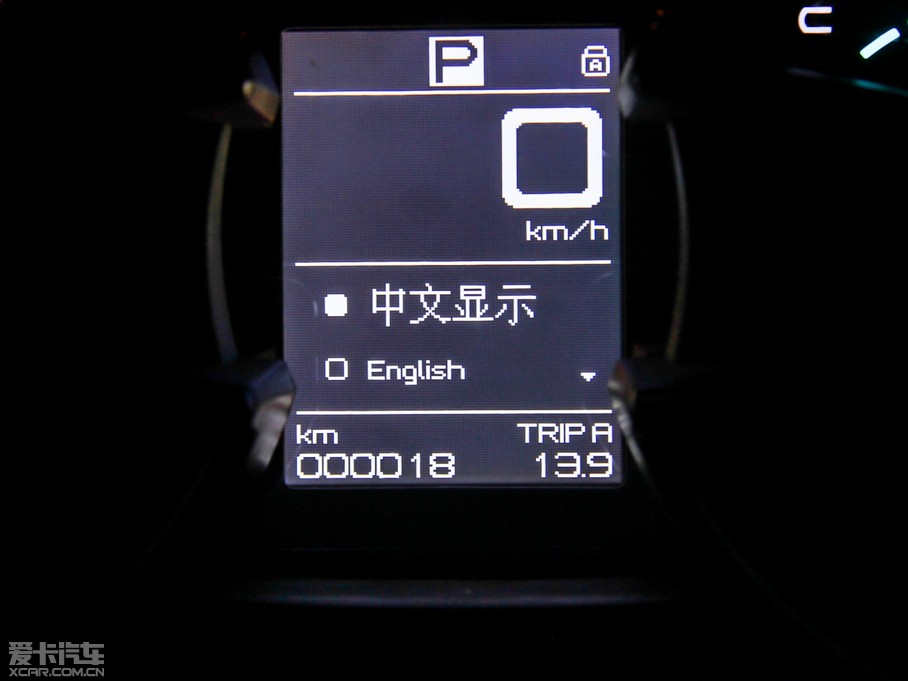 C
P
A
0
km/h
中文显示
English
km TRIP A
000018 13.9
爱卡汽车
XCAR.COM.CN